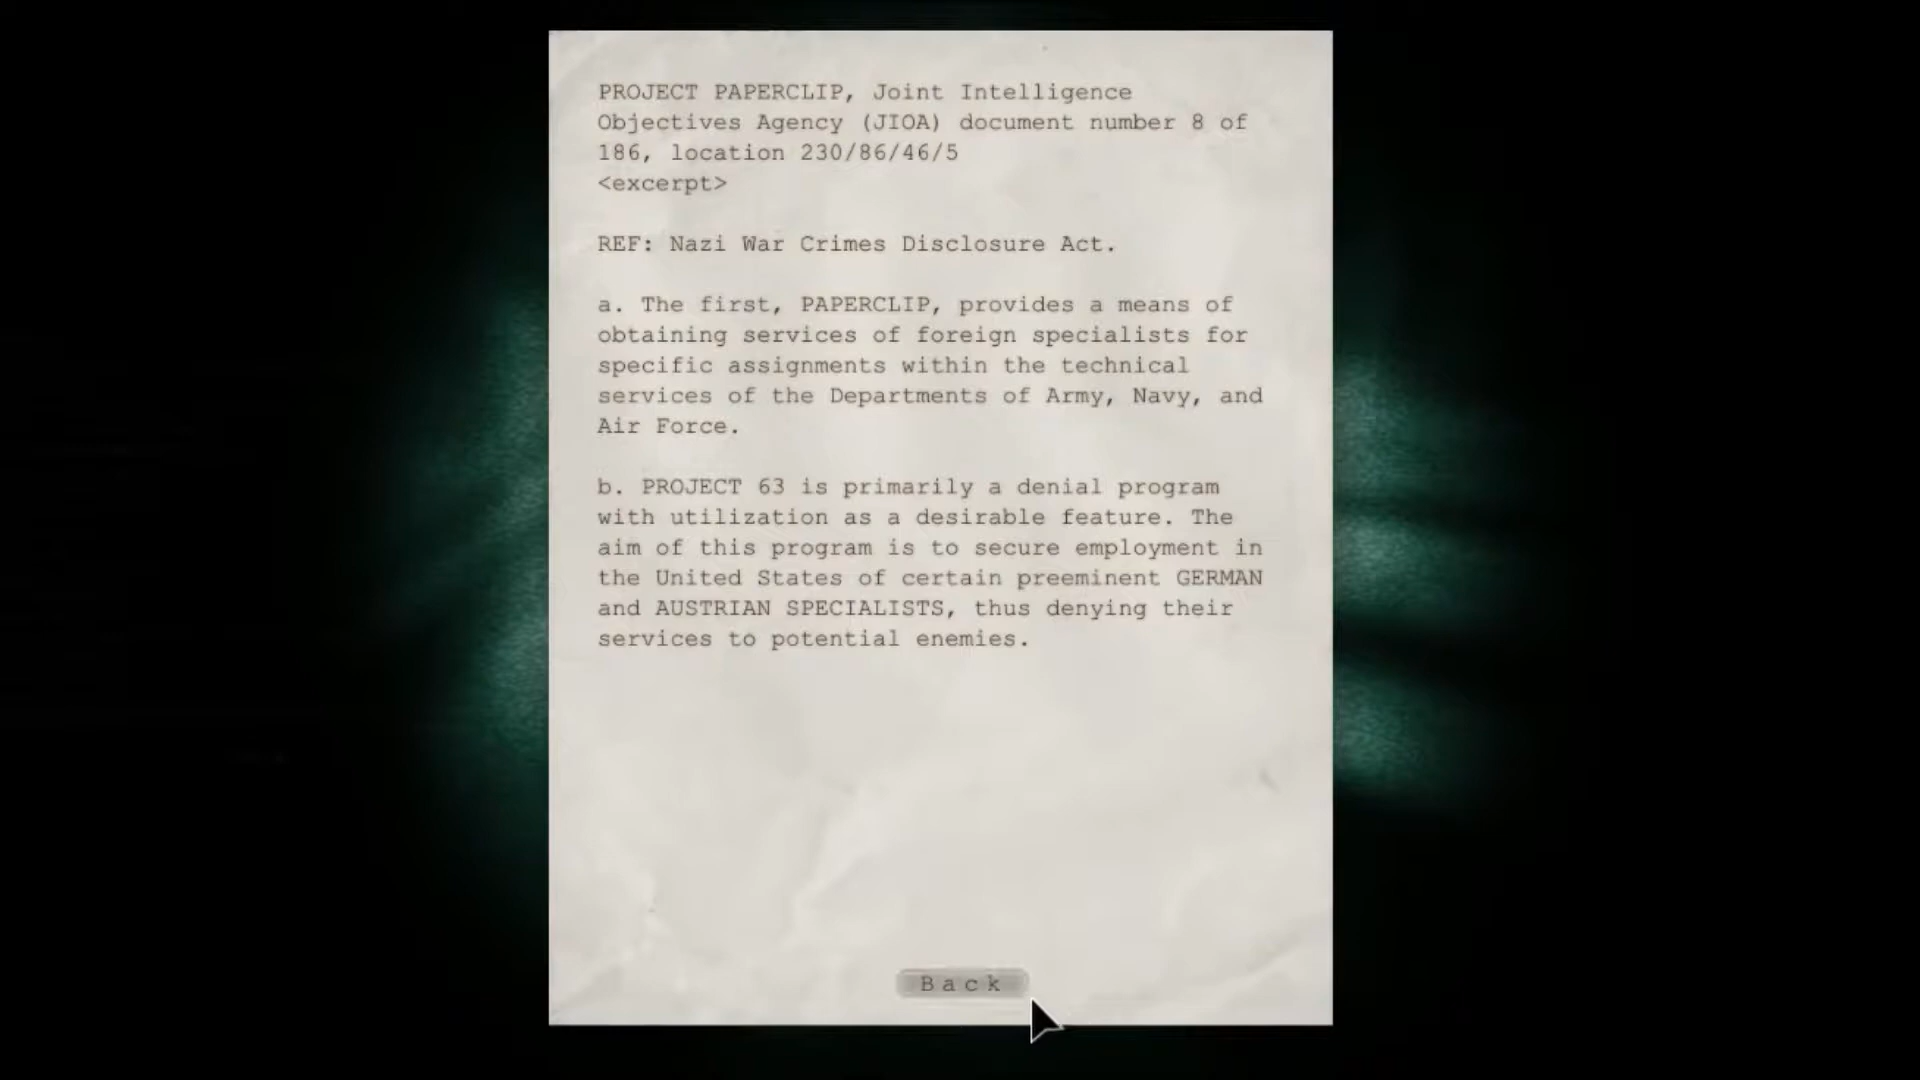 PROJECT PAPERCLIP, Joint Intelligence
Objectives Agency (JIOA) document number 8 of
186, location 230/86/46/5
<excerpt>
REF: Nazi War Crimes Disclosure Act.
a. The first, PAPERCLIP, provides a means of
obtaining services of foreign specialists for
specific assignments within the technical
services of the Departments of Army, Navy, and
Air Force.
b. PROJECT 63 is primarily a denial program
with utilization as a desirable feature. The
aim of this program is to secure employment in
the United States of certain preeminent GERMAN
and AUSTRIAN SPECIALISTS, thus denying their
services to potential enemies.
Back